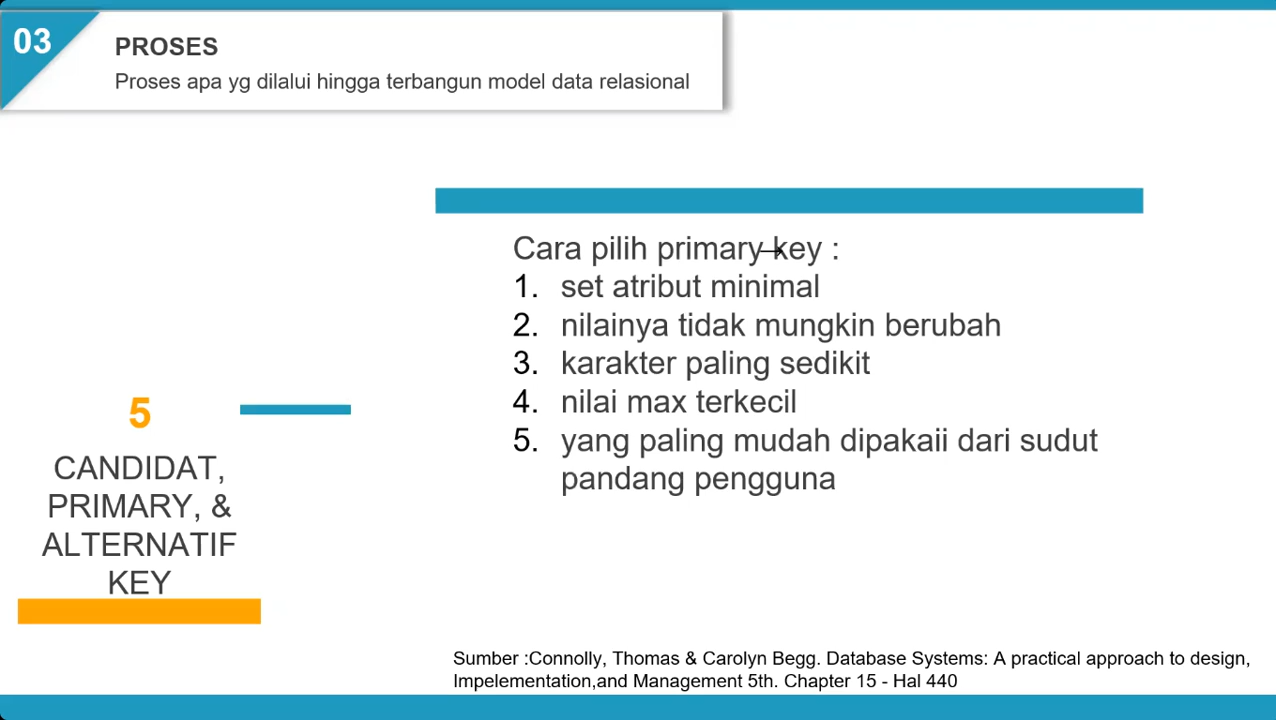 03
PROSES
Proses apa yg dilalui hingga terbangun model data relasional
Cara pilih primary key :
1. set atribut minimal
2. nilainya tidak mungkin berubah
3. karakter paling sedikit
4. nilai max terkecil
5. yang paling mudah dipakaii dari sudut
pandang pengguna
5
CANDIDAT,
PRIMARY, &
ALTERNATIF
KEY
Sumber :Connolly, Thomas & Carolyn Begg. Database Systems: A practical approach to design,
Impelementation,and Management 5th. Chapter 15 - Hal 440